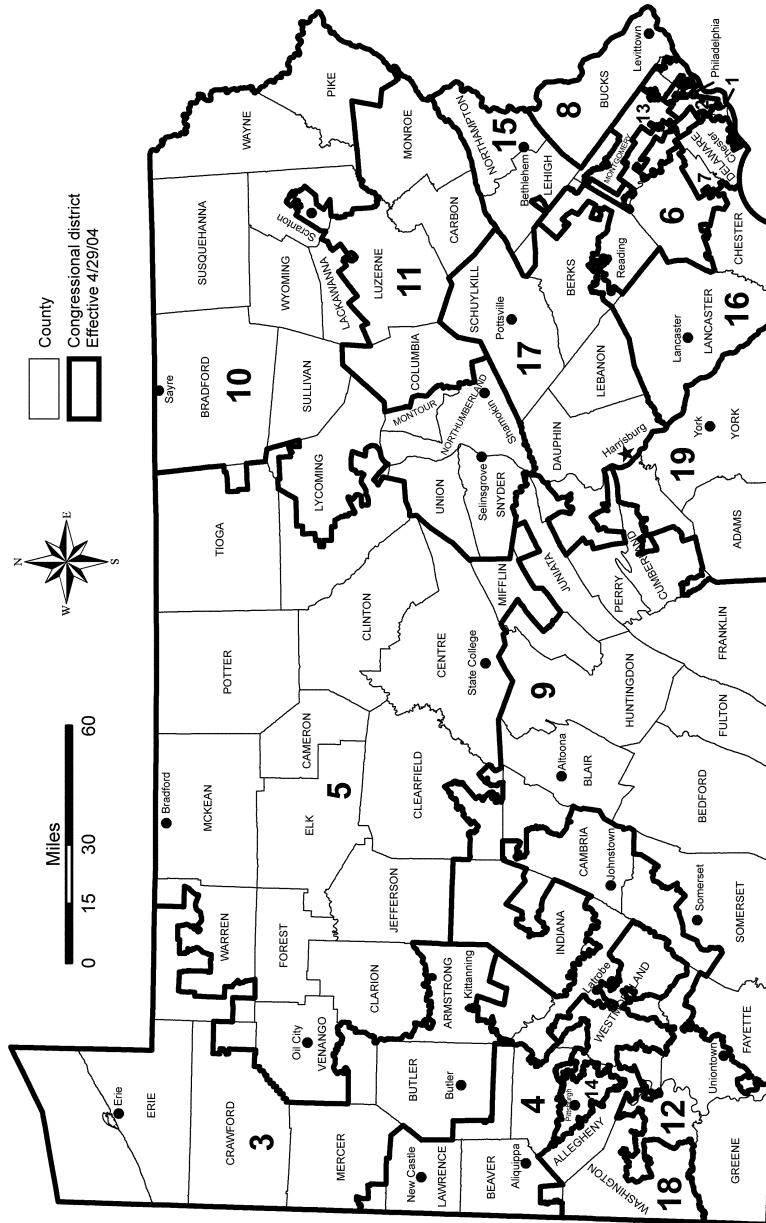 County
Congressional district
Effective 4/29/04
N
E
S
W
Miles
0
15
30
60
Erie
ERIE
CRAWFORD
3
MERCER
New Castle
LAWRENCE
BEAVER
Aliquippa
BUTLER
Butler
WARREN
FOREST
Oil City
VENANGO
CLARION
ARMSTRONG
Kittanning
Bradford
MCKEAN
ELK
CAMERON
5
JEFFERSON
CLEARFIELD
POTTER
CLINTON
CENTRE
State College
TIOGA
LYCOMING
UNION
Selinsgrove
SNYDER
MONTOUR
NORTHUMBERLAND
Shamokin
COLUMBIA
Sayre
BRADFORD
10
SULLIVAN
SUSQUEHANNA
WYOMING
LACKAWANNA
Scranton
WAYNE
PIKE
LUZERNE
11
MONROE
CARBON
SCHUYLKILL
Pottsville
17
NORTHAMPTON
15
Bethlehem
LEHIGH
BERKS
Reading
LEBANON
DAUPHIN
Harrisburg
8
BUCKS
Levittown
MONTGOMERY
13
Philadelphia
1
2
DELAWARE
Chester
7
6
CHESTER
Lancaster
LANCASTER
16
19
York
YORK
ADAMS
CUMBERLAND
PERRY
JUNIATA
MIFFLIN
9
HUNTINGDON
FRANKLIN
FULTON
Altoona
BLAIR
BEDFORD
CAMBRIA
Johnstown
Somerset
SOMERSET
INDIANA
Latrobe
WESTMORELAND
FAYETTE
Uniontown
4
Pittsburgh
14
ALLEGHENY
12
18
WASHINGTON
GREENE